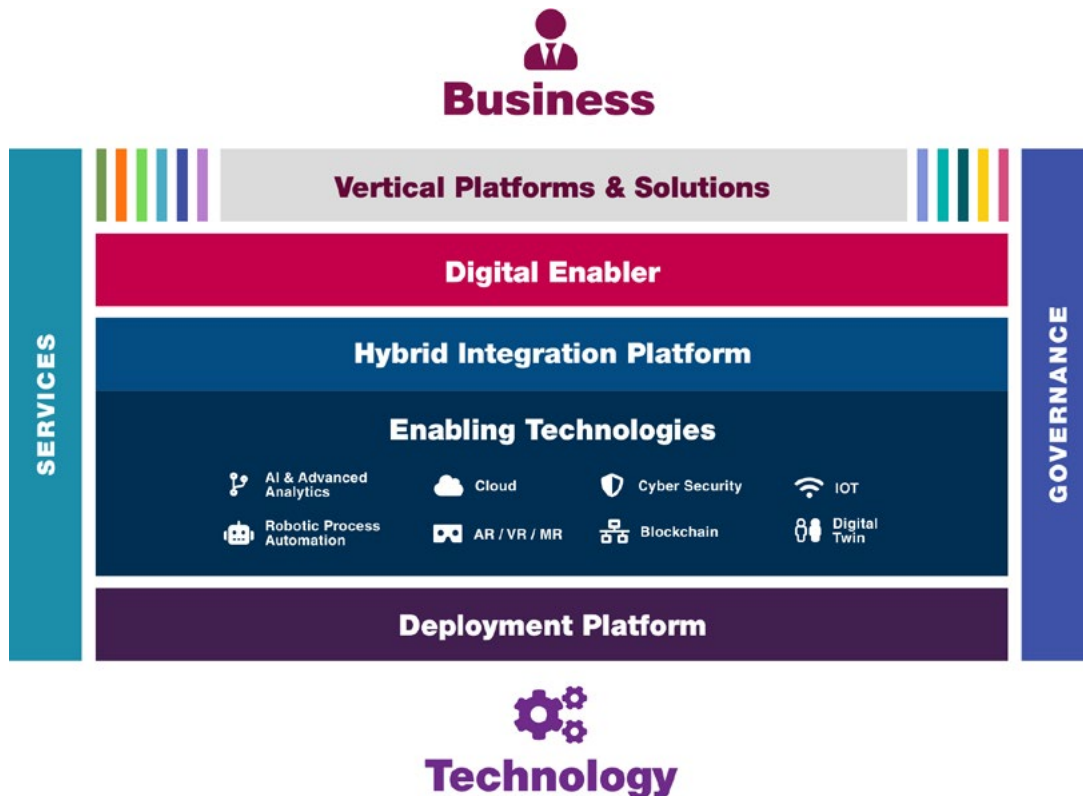 Business
SERVICES
Vertical Platforms & Solutions
Digital Enabler
Hybrid Integration Platform
Enabling Technologies
AI & Advanced
Analytics
Cloud
Cyber Security
IOT
Robotic Process
Automation
AR / VR / MR
Blockchain
Digital
Twin
Deployment Platform
GOVERNANCE
Technology